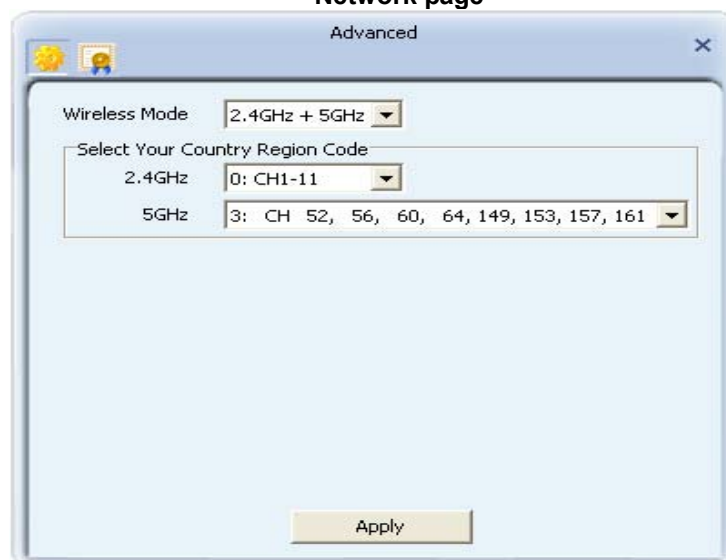 Network page
Advanced
Wireless Mode 2.4GHz + 5GHz
Select Your Country Region Code
2.4GHz 0: CH1-11
5GHz 3: CH 52, 56, 60, 64, 149, 153, 157, 161
Apply